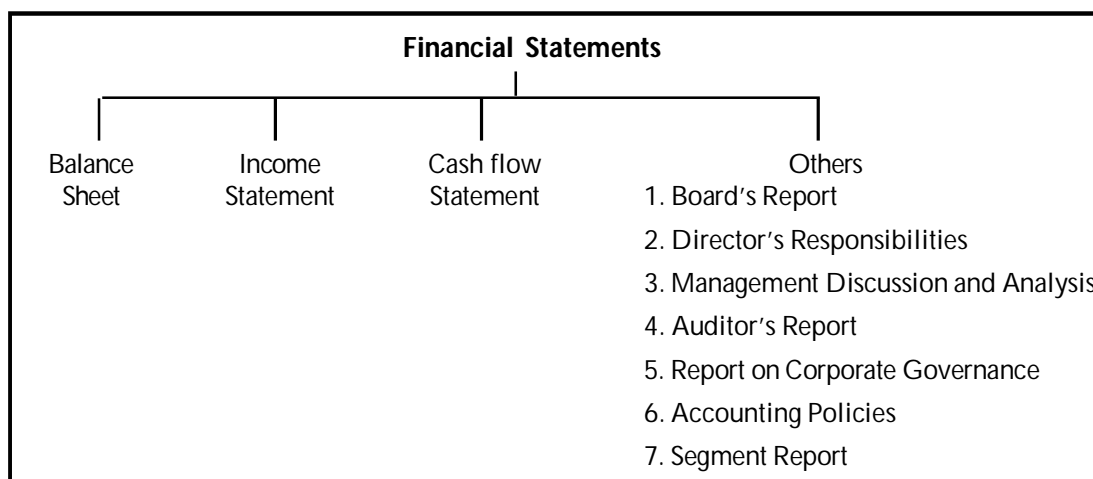 Financial Statements
Balance
Sheet
Income
Statement
Cash flow
Statement
Others
1. Board's Report
2. Director's Responsibilities
3. Management Discussion and Analysis
4. Auditor's Report
5. Report on Corporate Governance
6. Accounting Policies
7. Segment Report